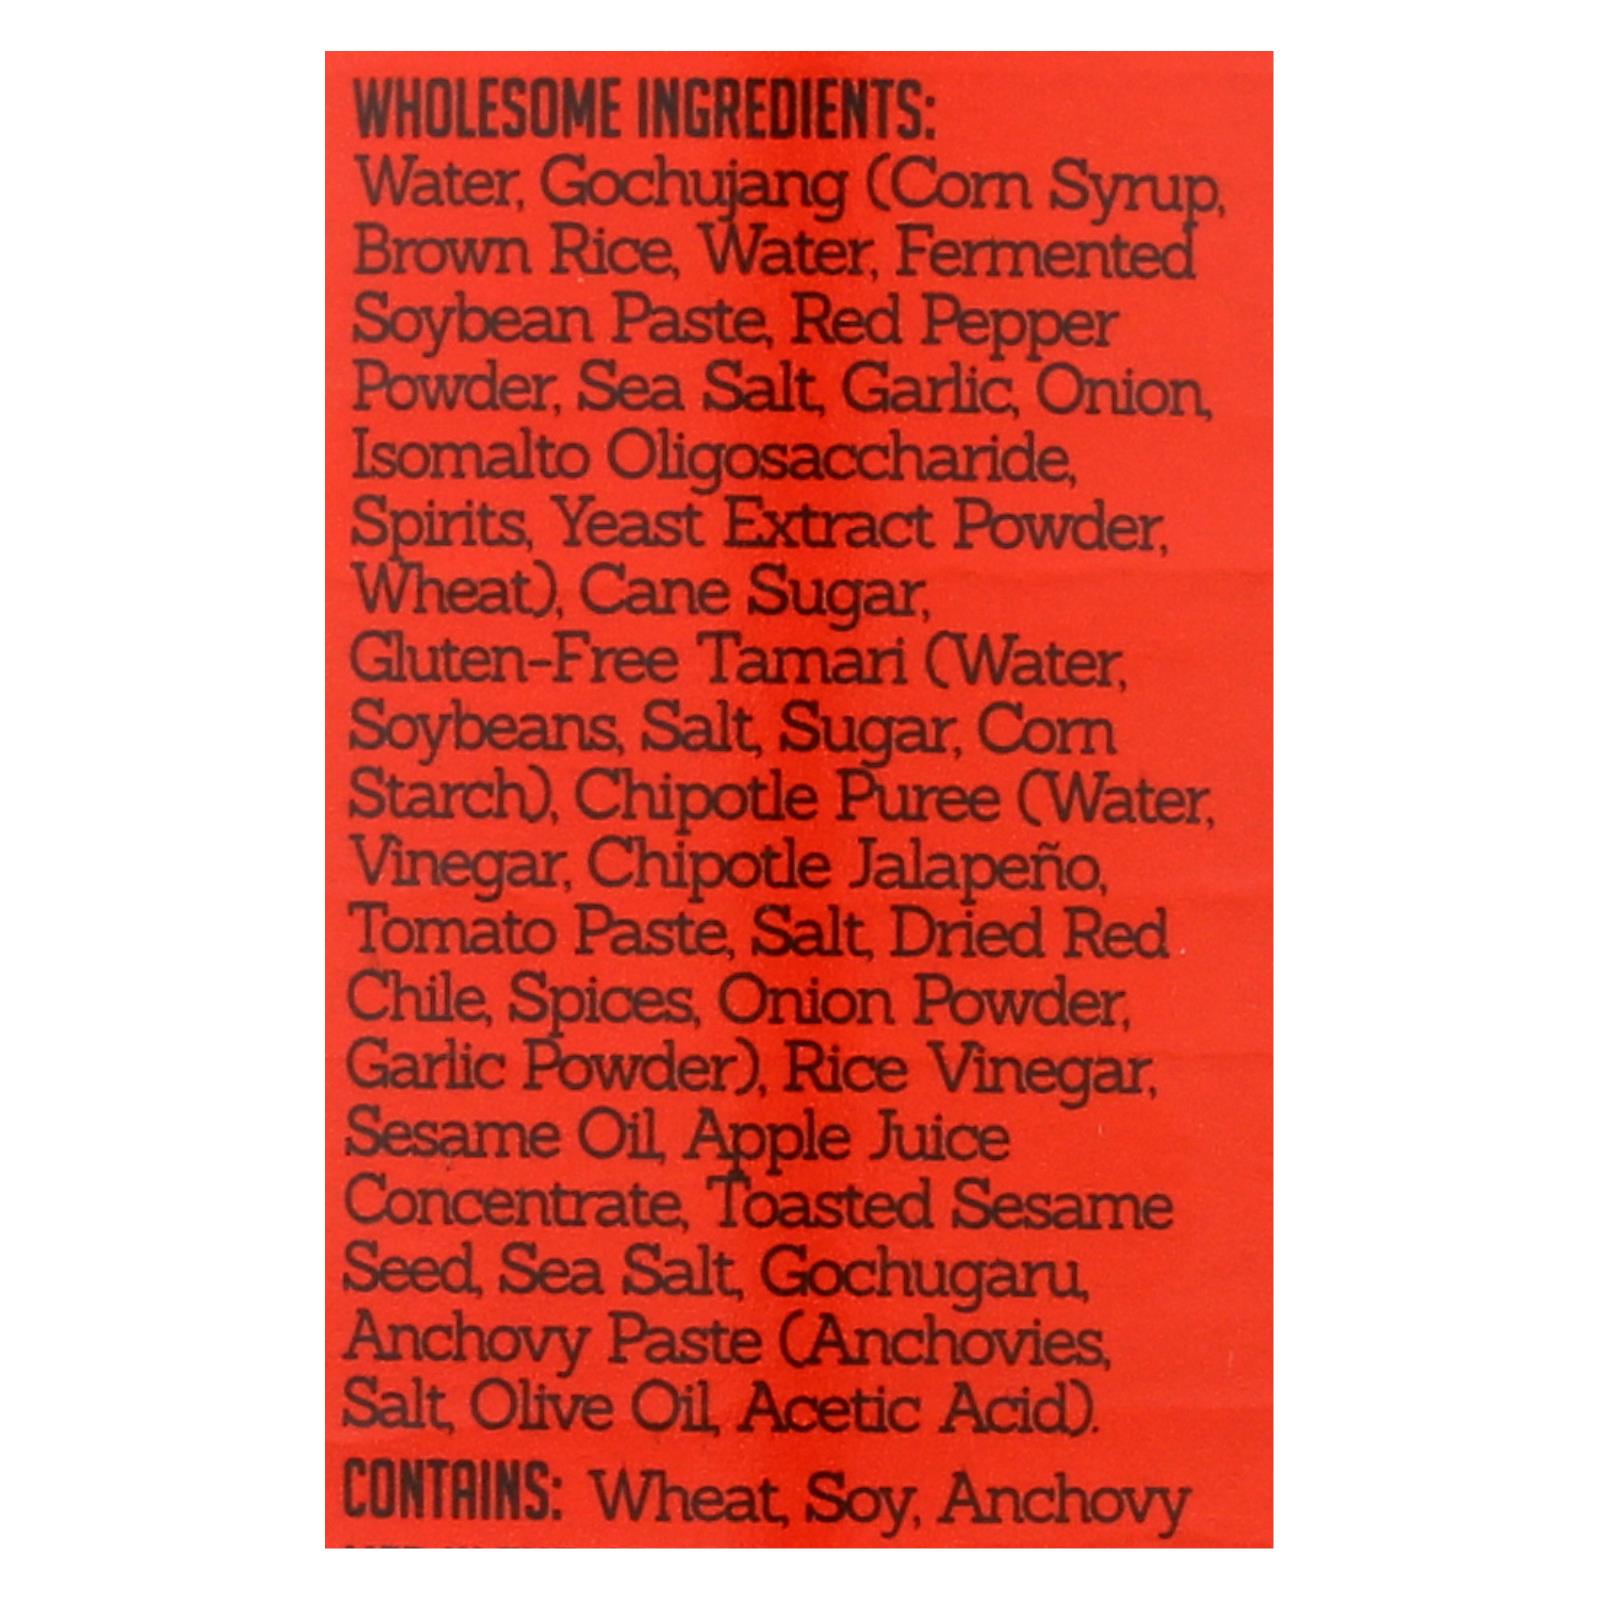 WHOLESOME INGREDIENTS:
Water, Gochujang (Corn Syrup,
Brown Rice, Water, Fermented
Soybean Paste, Red Pepper
Powder, Sea Salt, Garlic, Onion,
Isomalto Oligosaccharide,
Spirits, Yeast Extract Powder,
Wheat), Cane Sugar,
Gluten-Free Tamari (Water,
Soybeans, Salt, Sugar, Corn
Starch), Chipotle Puree (Water,
Vinegar, Chipotle Jalapeño,
Tomato Paste, Salt, Dried Red
Chile, Spices, Onion Powder,
Garlic Powder), Rice Vinegar,
Sesame Oil, Apple Juice
Concentrate, Toasted Sesame
Seed, Sea Salt, Gochugaru,
Anchovy Paste (Anchovies,
Salt, Olive Oil, Acetic Acid).
CONTAINS: Wheat, Soy, Anchovy